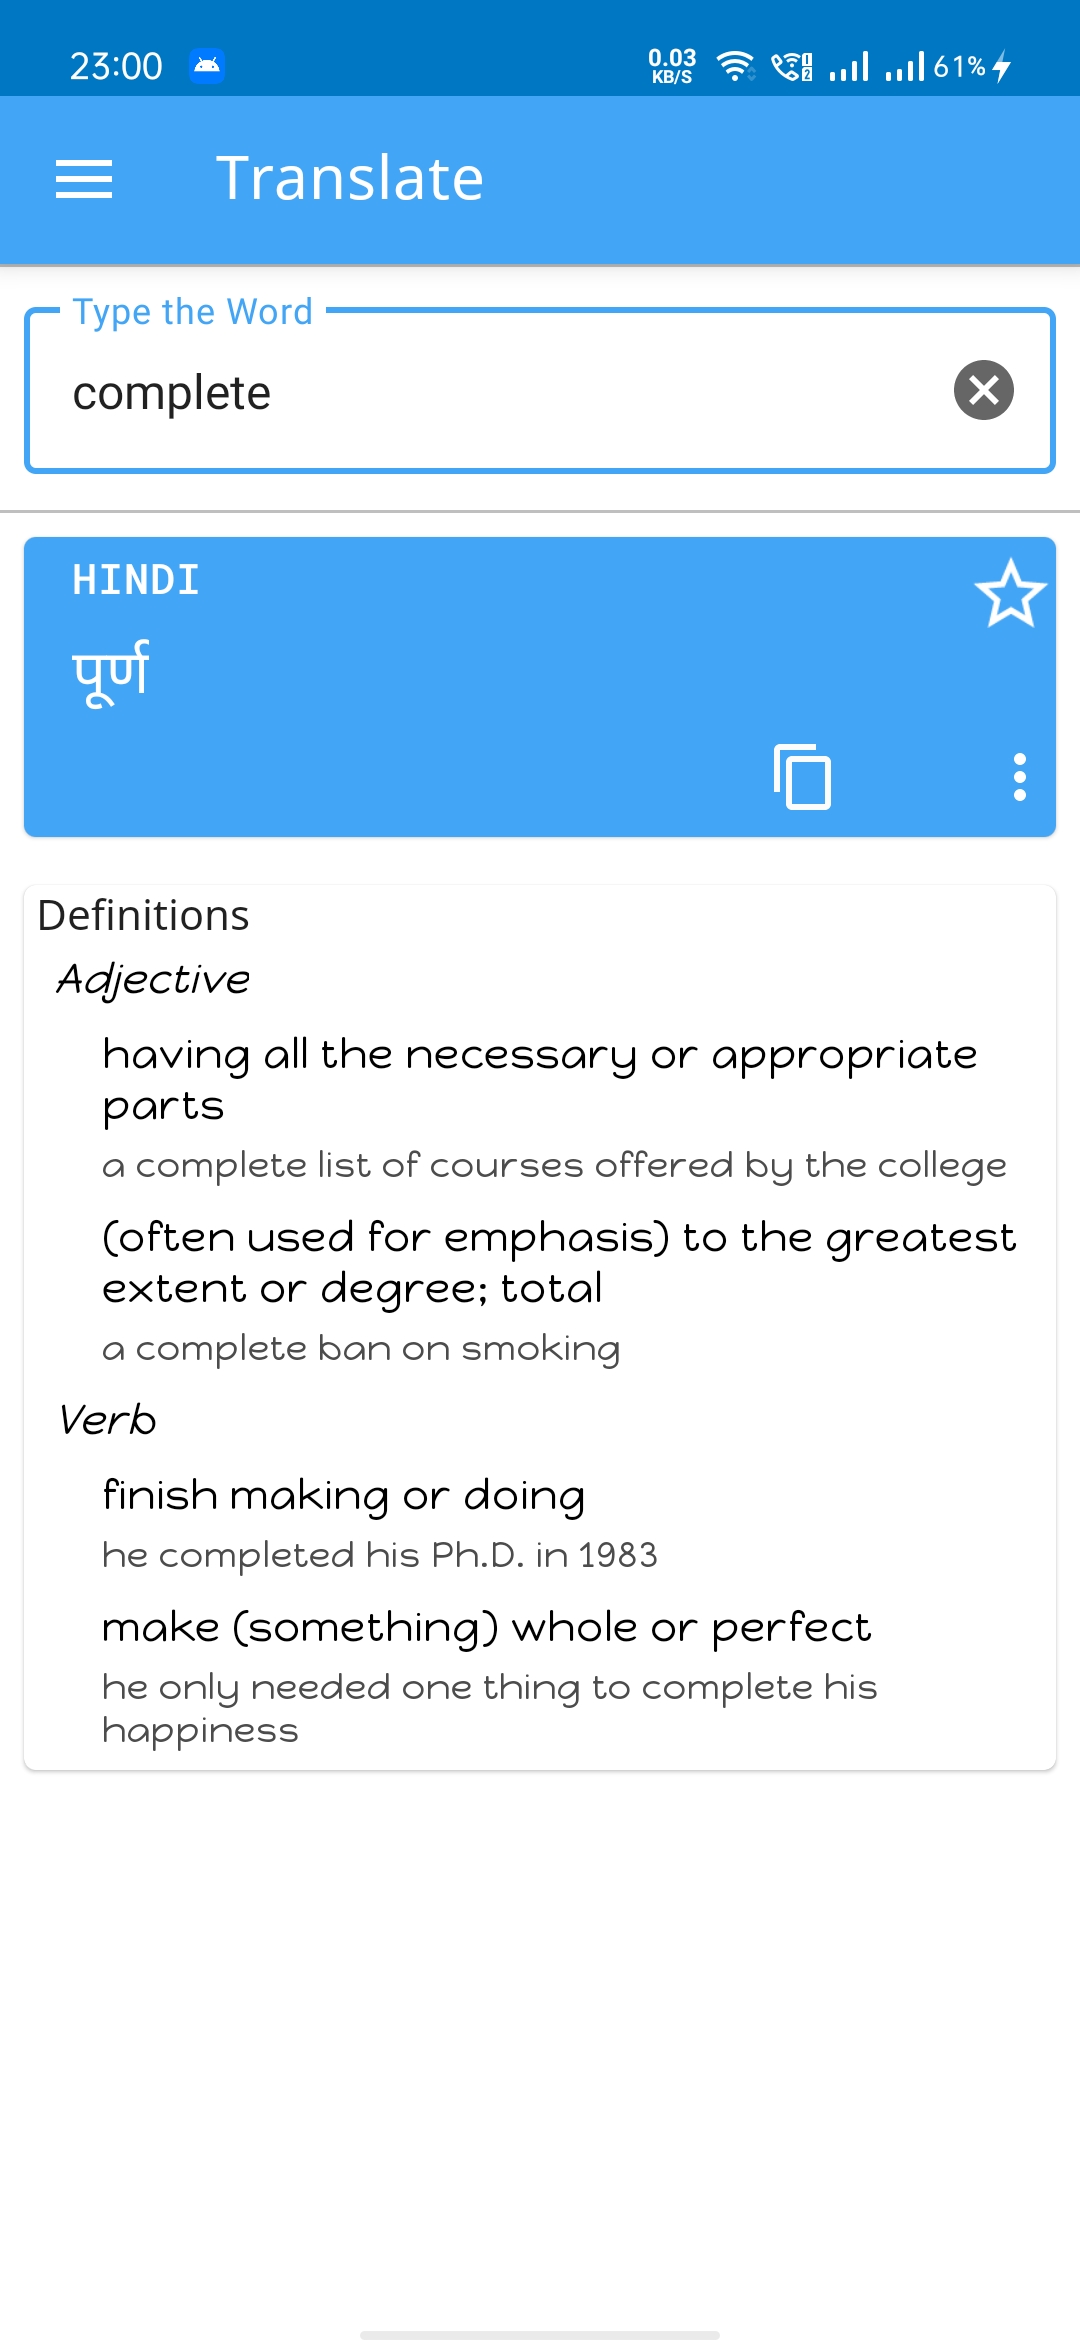 23:00 0.03 KB/S 61%
Translate
Type the Word
complete
HINDI
पूर्ण
Definitions
Adjective
having all the necessary or appropriate
parts
a complete list of courses offered by the college
(often used for emphasis) to the greatest
extent or degree; total
a complete ban on smoking
Verb
finish making or doing
he completed his Ph.D. in 1983
make (something) whole or perfect
he only needed one thing to complete his
happiness